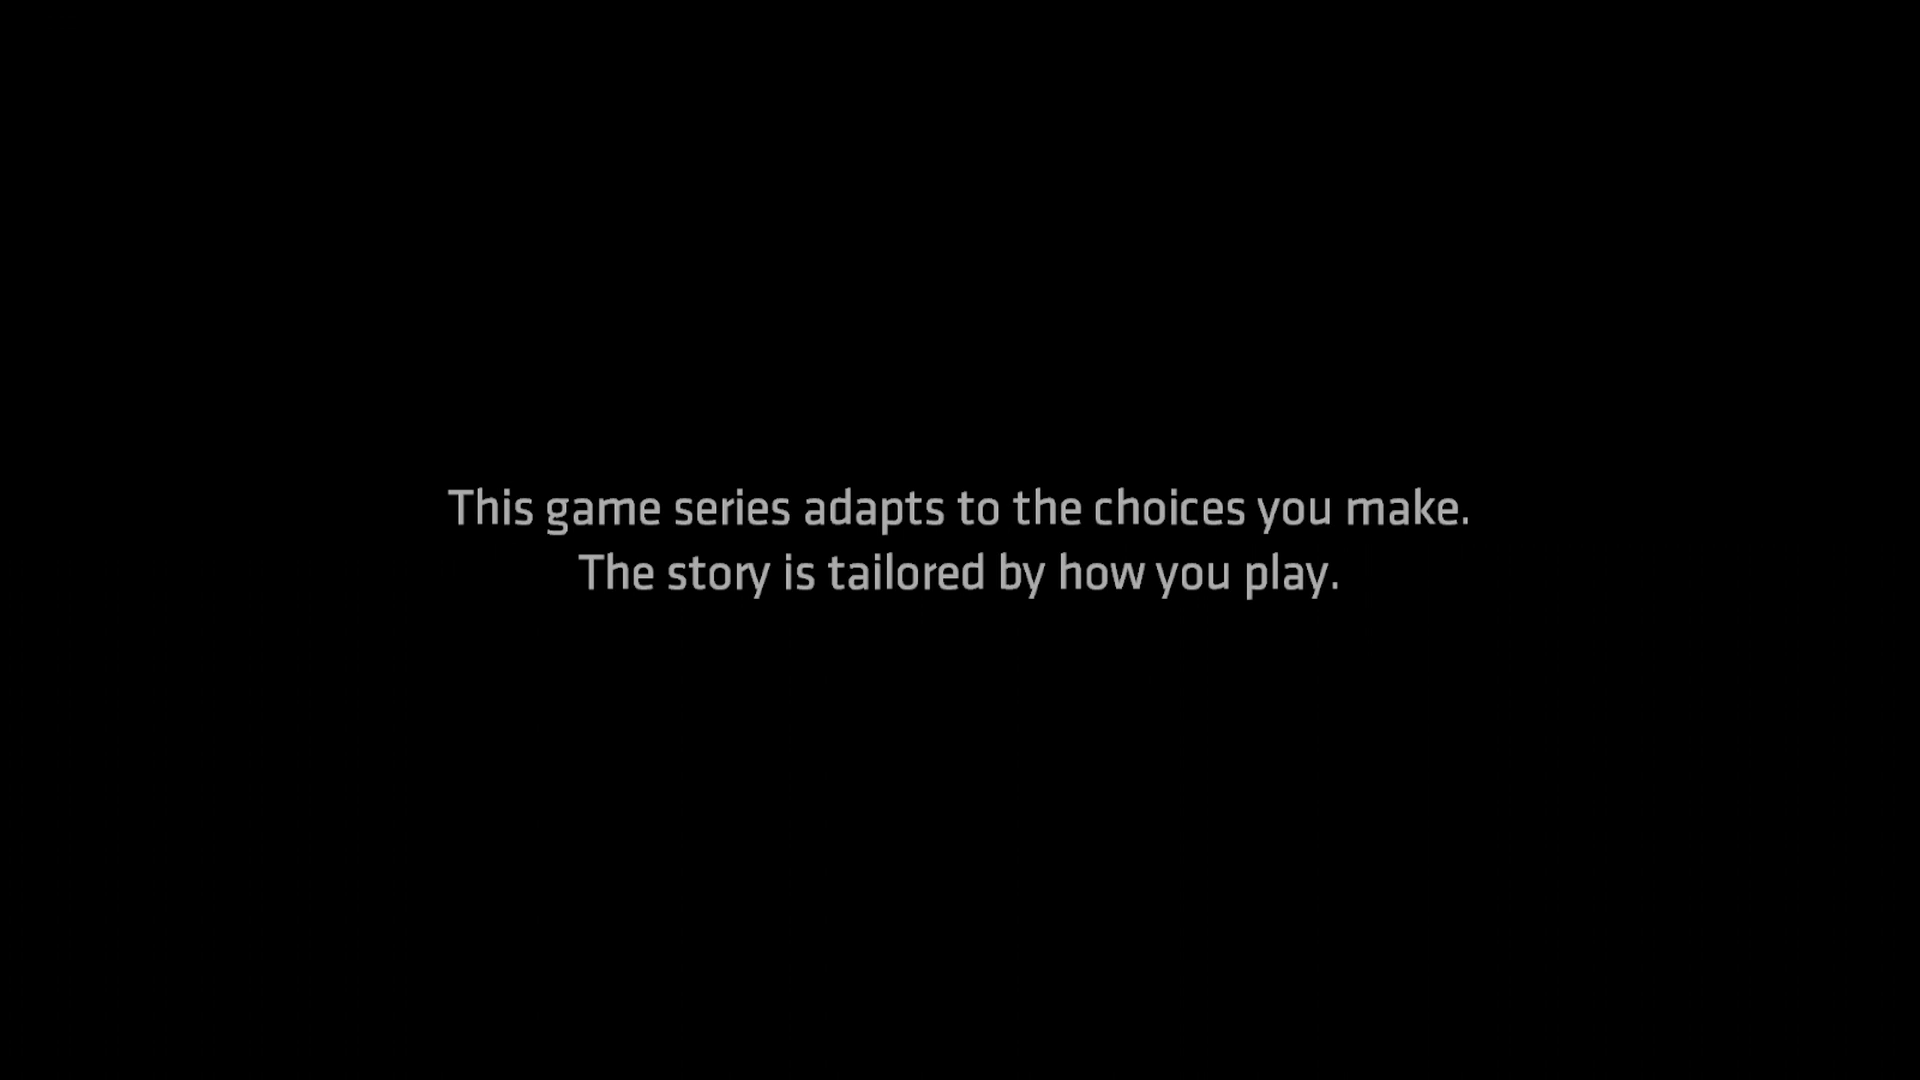 This game series adapts to the choices you make.
The story is tailored by how you play.